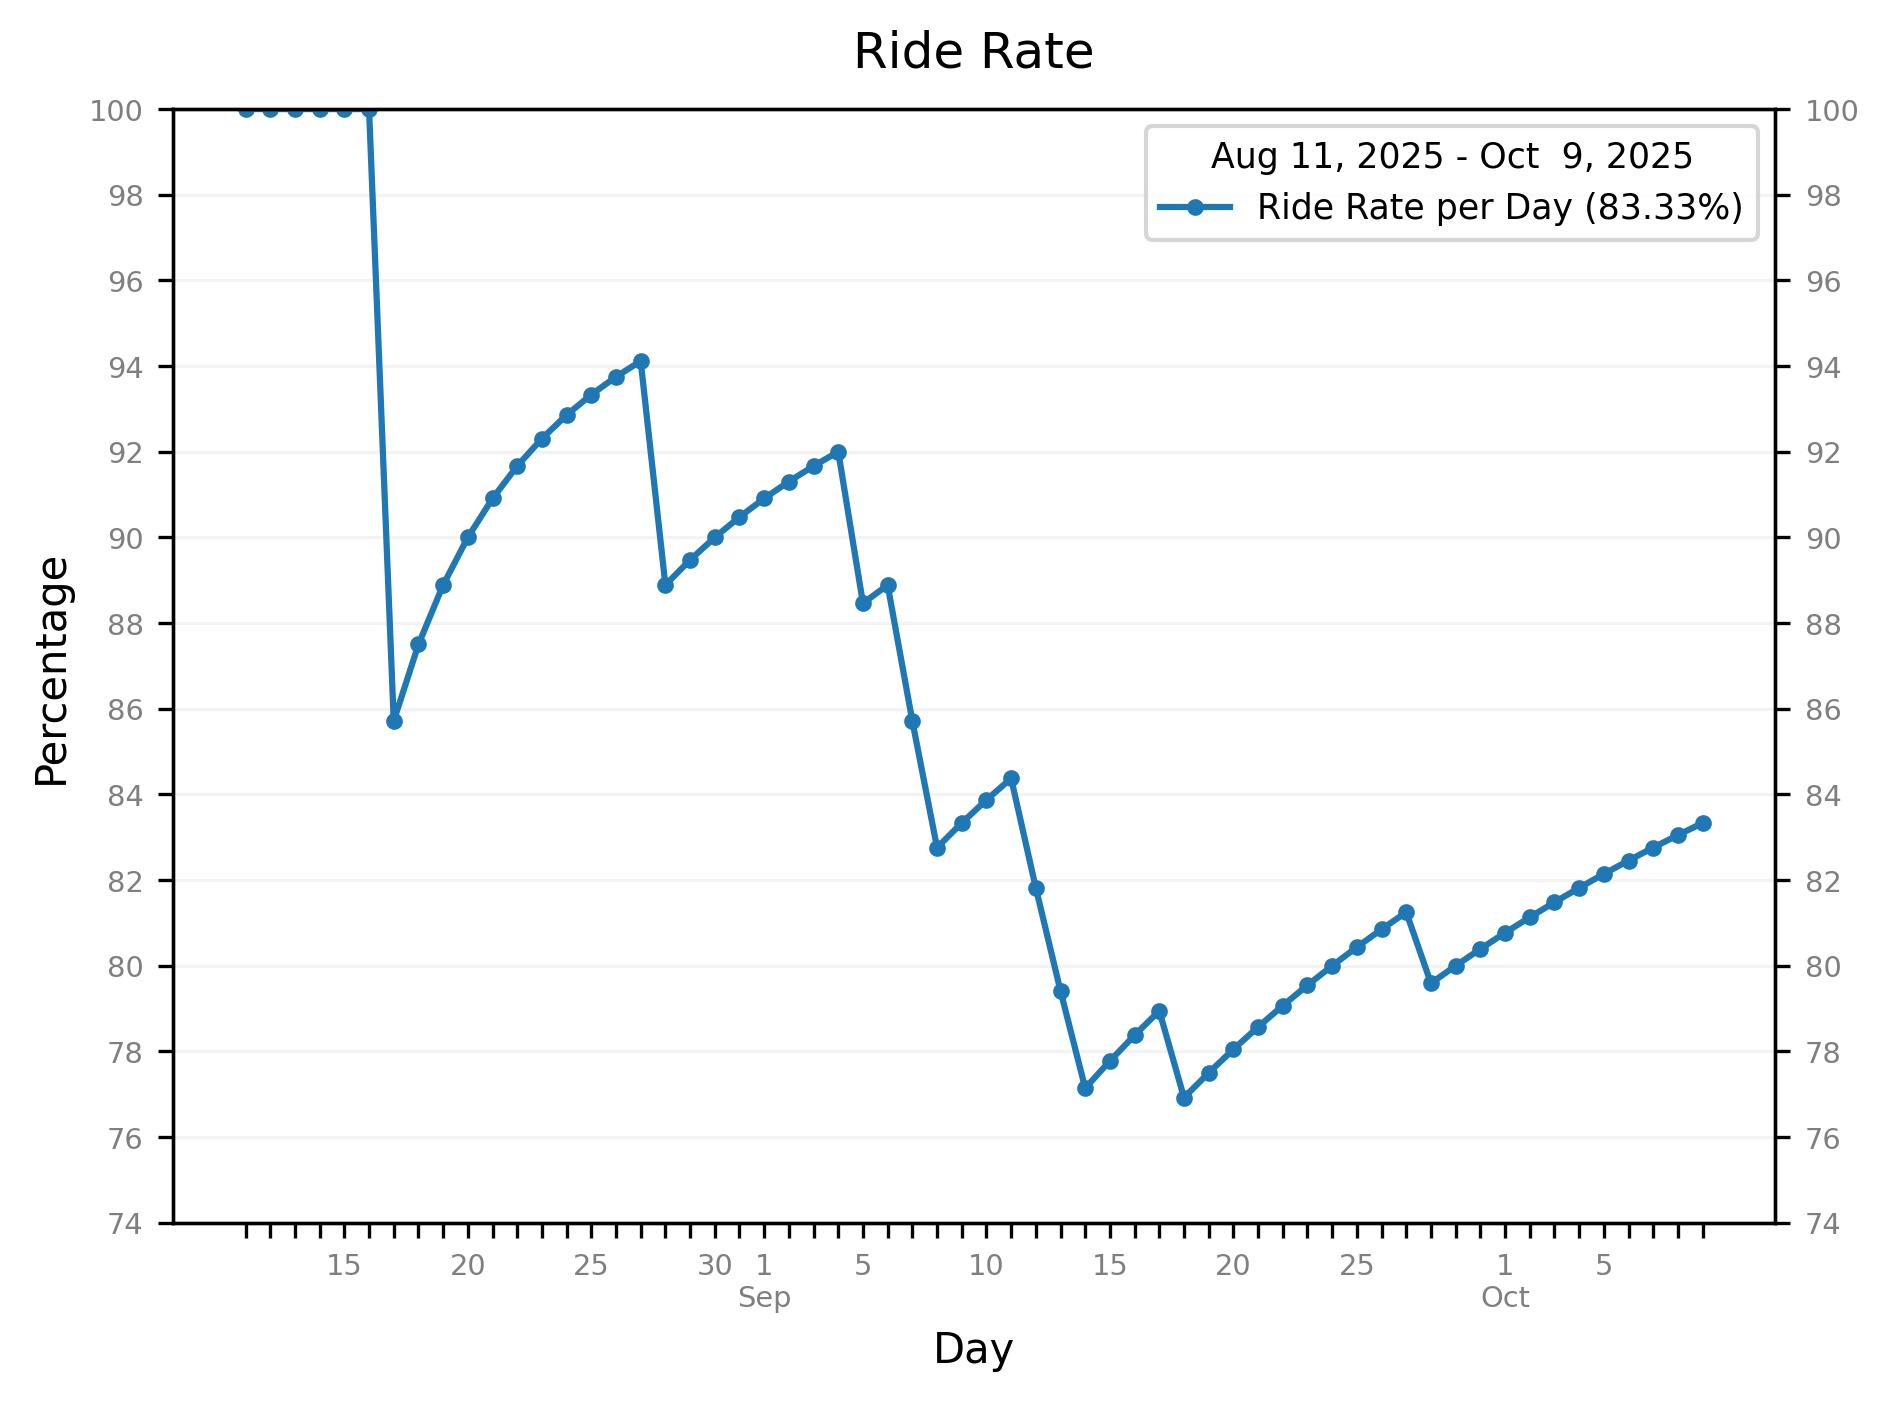 Ride Rate
100 100
Aug 11, 2025 - Oct  9, 2025
98 98
Ride Rate per Day (83.33%)
96 96
94 94
92 92
90 90
88 88
86 86
84 84
82 82
80 80
78 78
76 76
74 74
Percentage
15 20 25 30 1 5 10 15 20 25 1 5
Sep Oct
Day